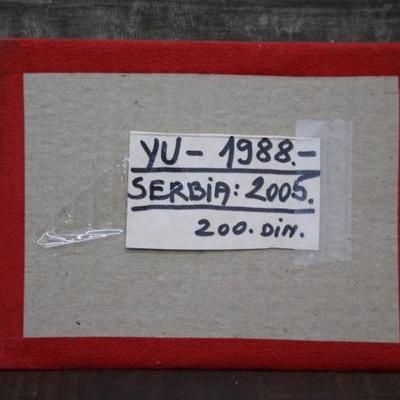 YU - 1988.-
SERBIA: 2005.
200. DIN.